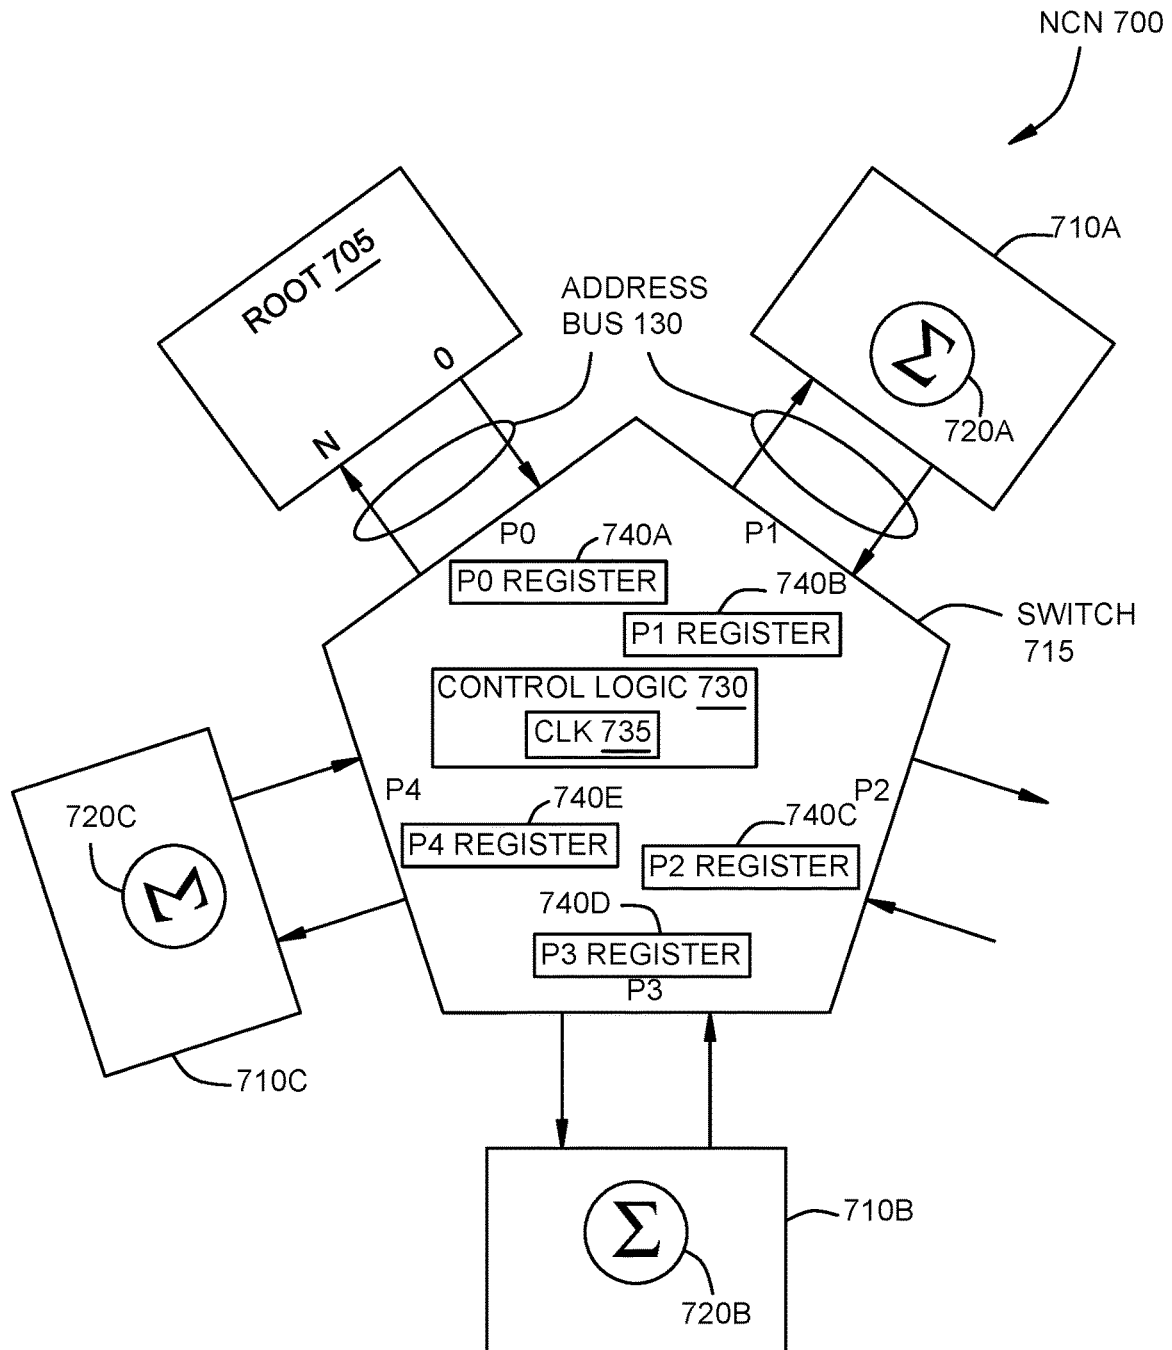 NCN 700
710A
ROOT 705
ADDRESS
BUS 130
0
N
Σ
720A
P0
P1
740A
P0 REGISTER
740B
P1 REGISTER
SWITCH
715
CONTROL LOGIC 730
CLK 735
P4
P2
740E
P4 REGISTER
740C
P2 REGISTER
720C
Σ
740D
P3 REGISTER
P3
710C
Σ
710B
720B